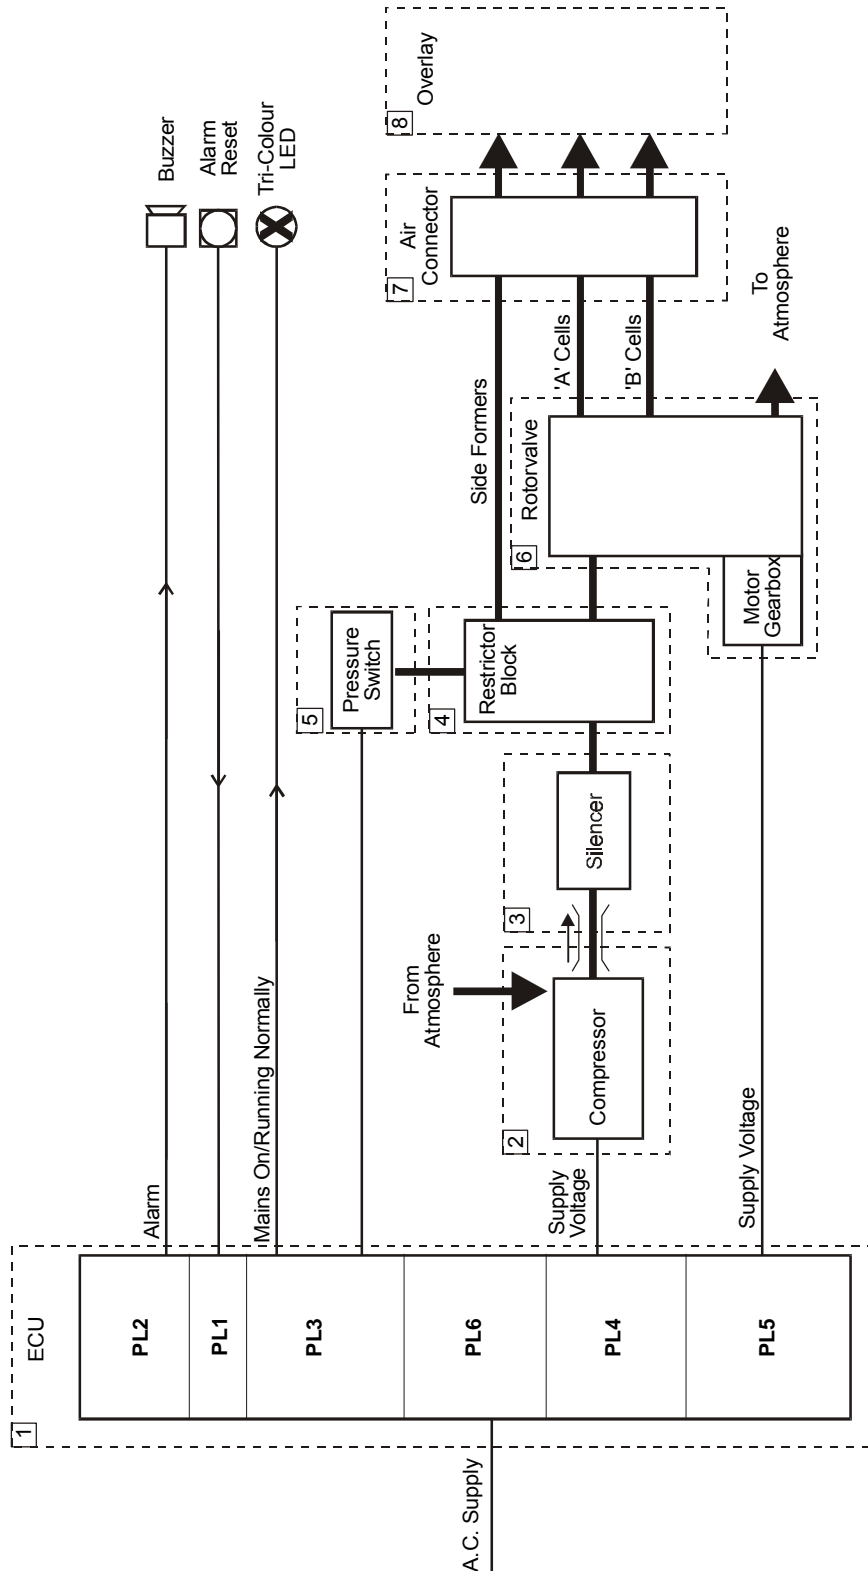 1
ECU
PL2
PL1
PL3
PL6
PL4
PL5
A.C. Supply
Alarm
Mains On/Running Normally
Supply
Voltage
Supply Voltage
2
Compressor
From
Atmosphere
3
Silencer
4
Restrictor
Block
5
Pressure
Switch
6
Rotorvalve
Motor
Gearbox
Side Formers
'A' Cells
'B' Cells
To
Atmosphere
7
Air
Connector
8
Overlay
Buzzer
Alarm
Reset
Tri-Colour
LED